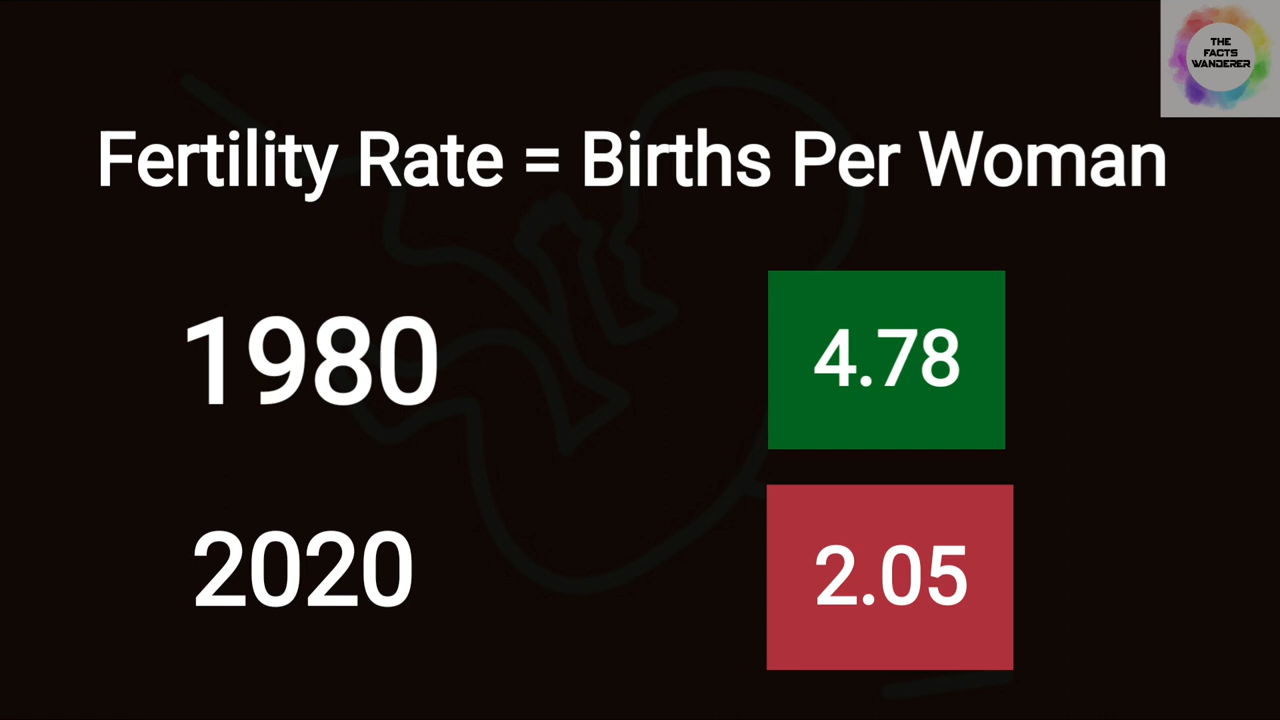 THE
FACTS
WANDERER
Fertility Rate = Births Per Woman
1980 4.78
2020 2.05